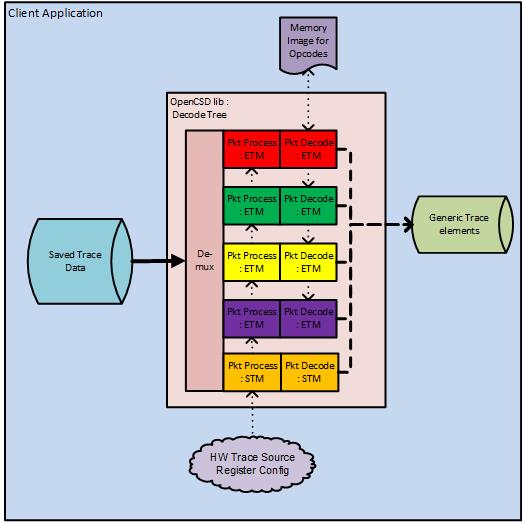 Client Application
Memory
Image for
Opcodes
OpenCSD lib :
Decode Tree
Pkt Process
: ETM
Pkt Decode
: ETM
Pkt Process
: ETM
Pkt Decode
: ETM
Saved Trace
Data
De-
mux
Pkt Process
: ETM
Pkt Decode
: ETM
Generic Trace
elements
Pkt Process
: ETM
Pkt Decode
: ETM
Pkt Process
: STM
Pkt Decode
: STM
HW Trace Source
Register Config